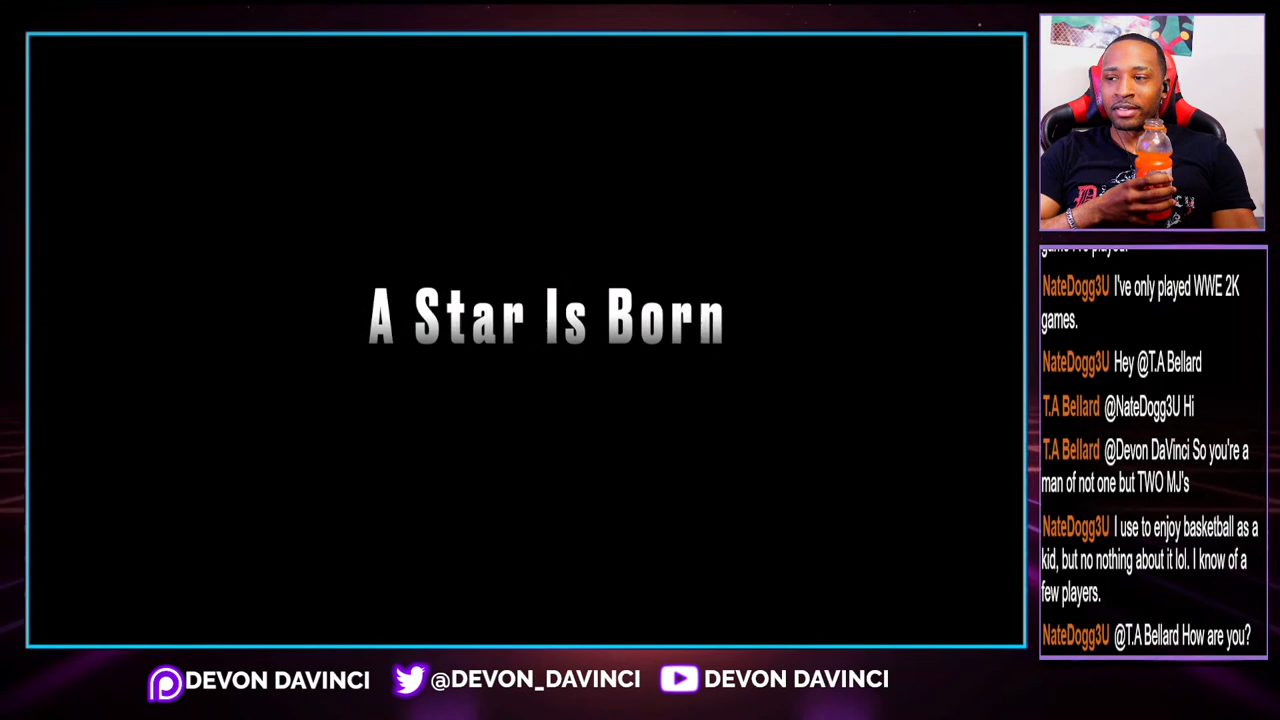 A Star Is Born
NateDogg3U I've only played WWE 2K
games.
NateDogg3U Hey @T.A Bellard
T.A Bellard @NateDogg3U Hi
T.A Bellard @Devon DaVinci So you're a
man of not one but TWO MJ's
NateDogg3U I use to enjoy basketball as a
kid, but no nothing about it lol. I know of a
few players.
NateDogg3U @T.A Bellard How are you?
DEVON DAVINCI
@DEVON_DAVINCI
DEVON DAVINCI